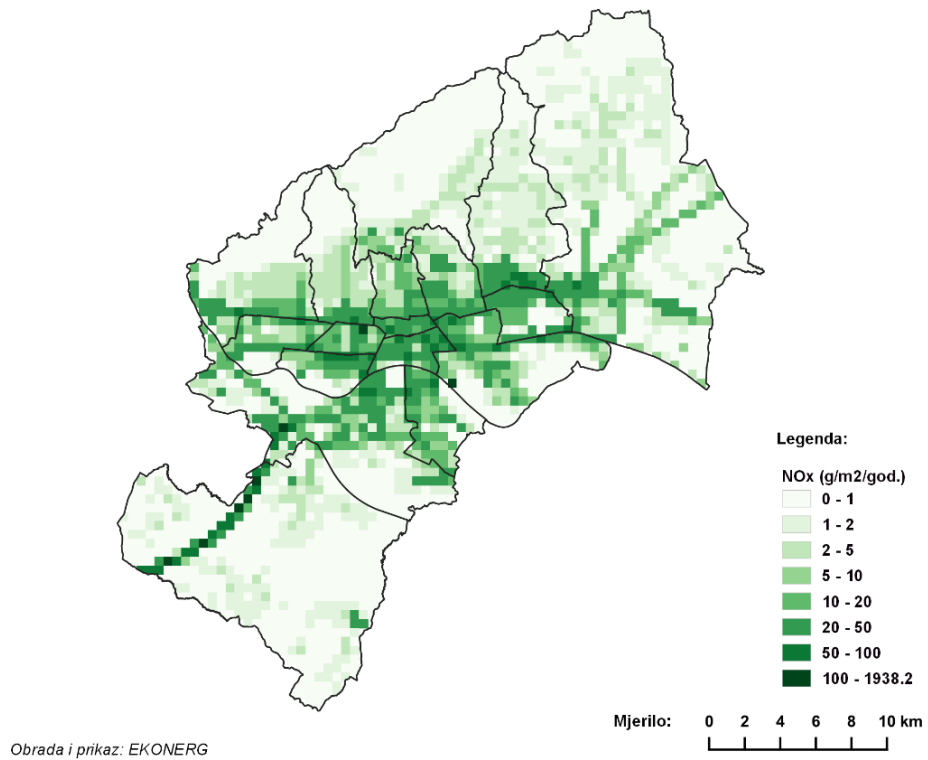 Legenda:
NOx (g/m2/god.)
0 - 1
1 - 2
2 - 5
5 - 10
10 - 20
20 - 50
50 - 100
100 - 1938.2
Mjerilo: 0 2 4 6 8 10 km
Obrada i prikaz: EKONERG